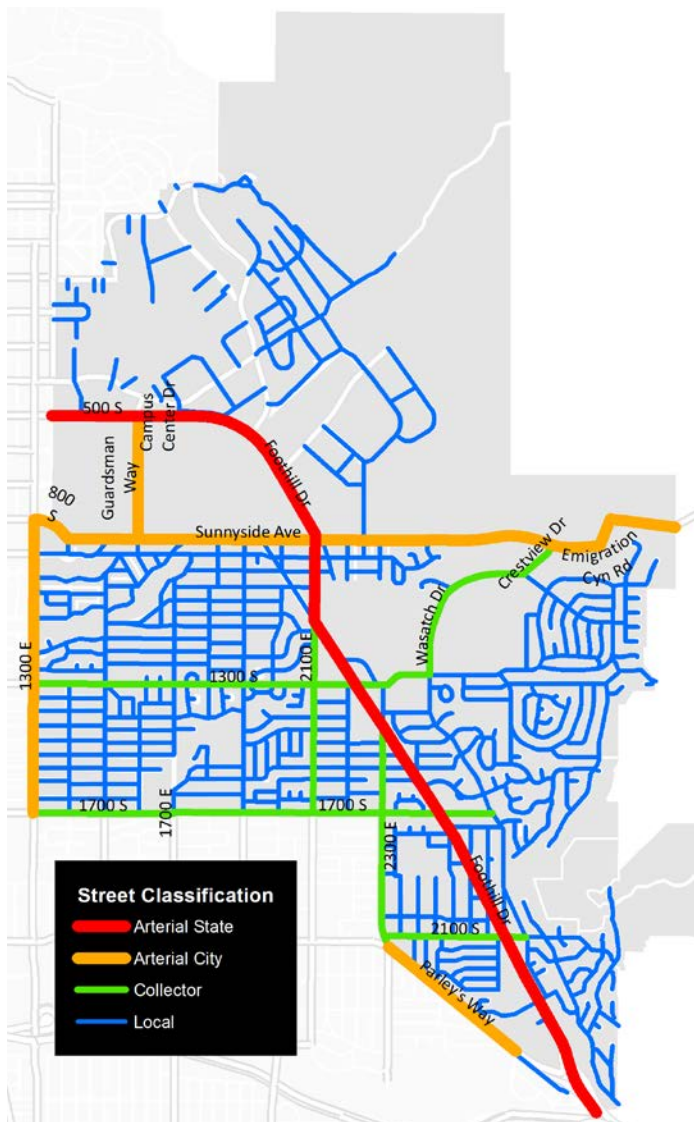 500 S
Campus
Center Dr
Guardsman
Way
Foothill Dr
800
S
Sunnyside Ave
Crestview Dr
Emigration
Cyn Rd
Wasatch Dr
2100 E
1300 E
1300 S
1700 S
1700 E
1700 S
2300 E
Foothill Dr
2100 S
Parley's Way
Street Classification
Arterial State
Arterial City
Collector
Local